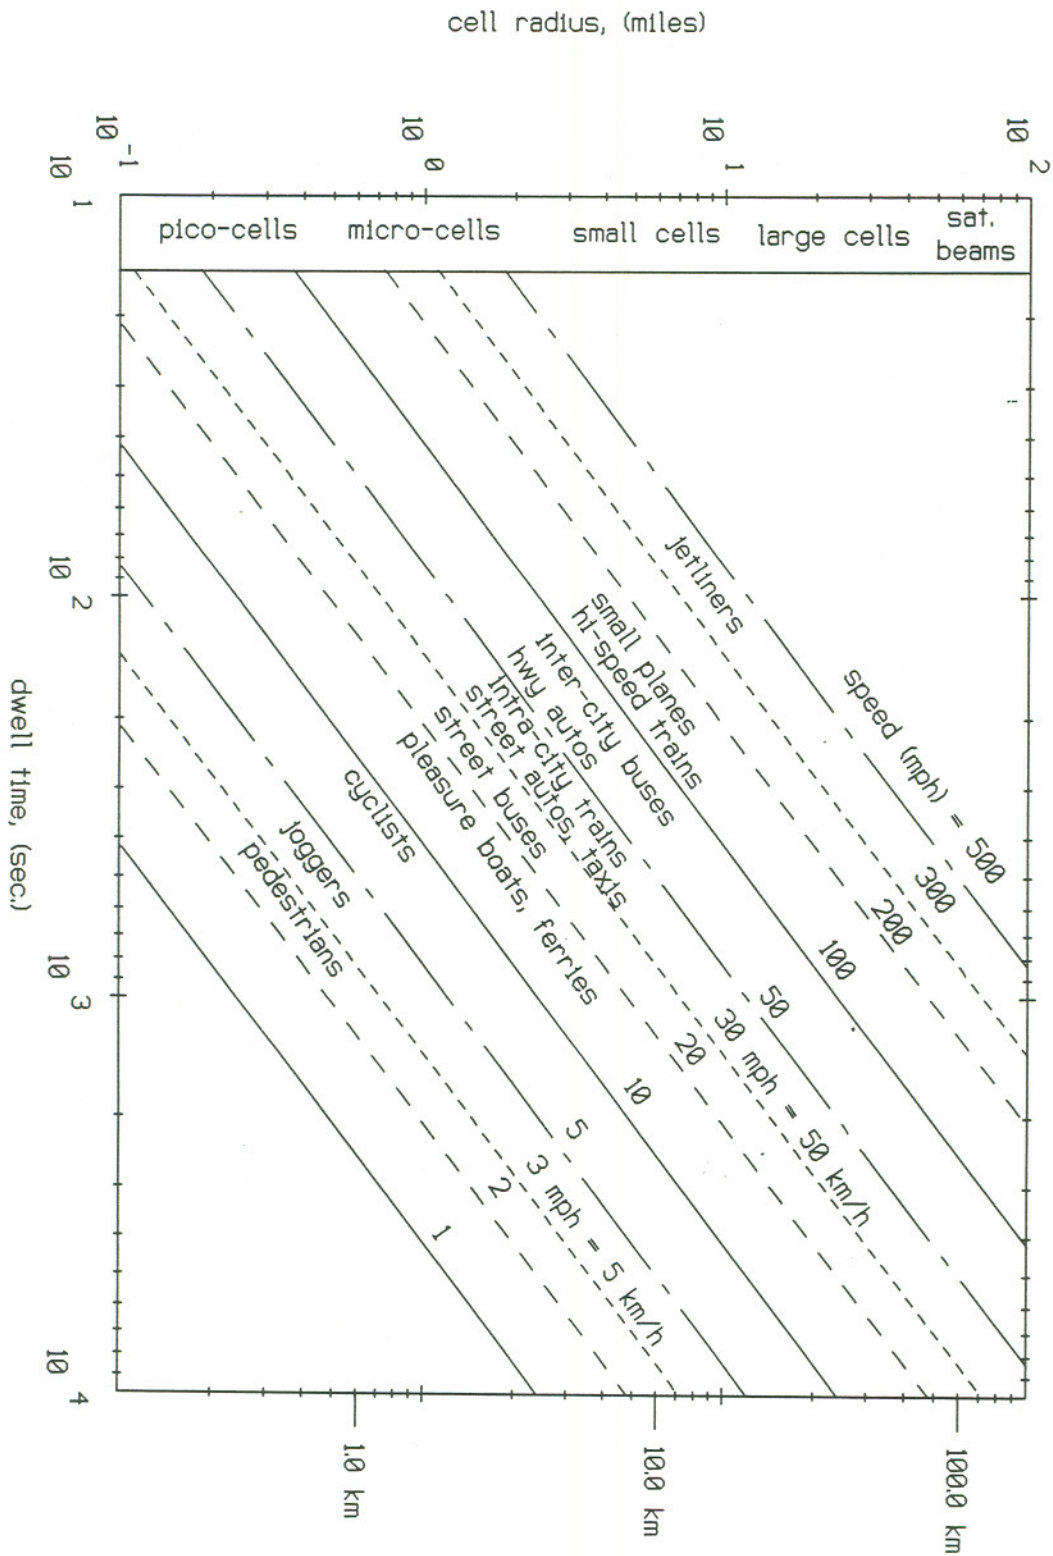 cell radius, (miles)
10 -1
10 0
10 1
10 2
10 1
pico-cells
micro-cells
small cells
large cells
sat. beams
jetliners
small planes
hi-speed trains
inter-city buses
hwy autos
intra-city trains
street autos, taxis
street buses
pleasure boats, ferries
cyclists
joggers
pedestrians
speed (mph) = 500
300
200
100
50
30 mph = 50 km/h
20
10
5
3 mph = 5 km/h
2
1
10 2
10 3
10 4
dwell time, (sec.)
1.0 km
10.0 km
100.0 km